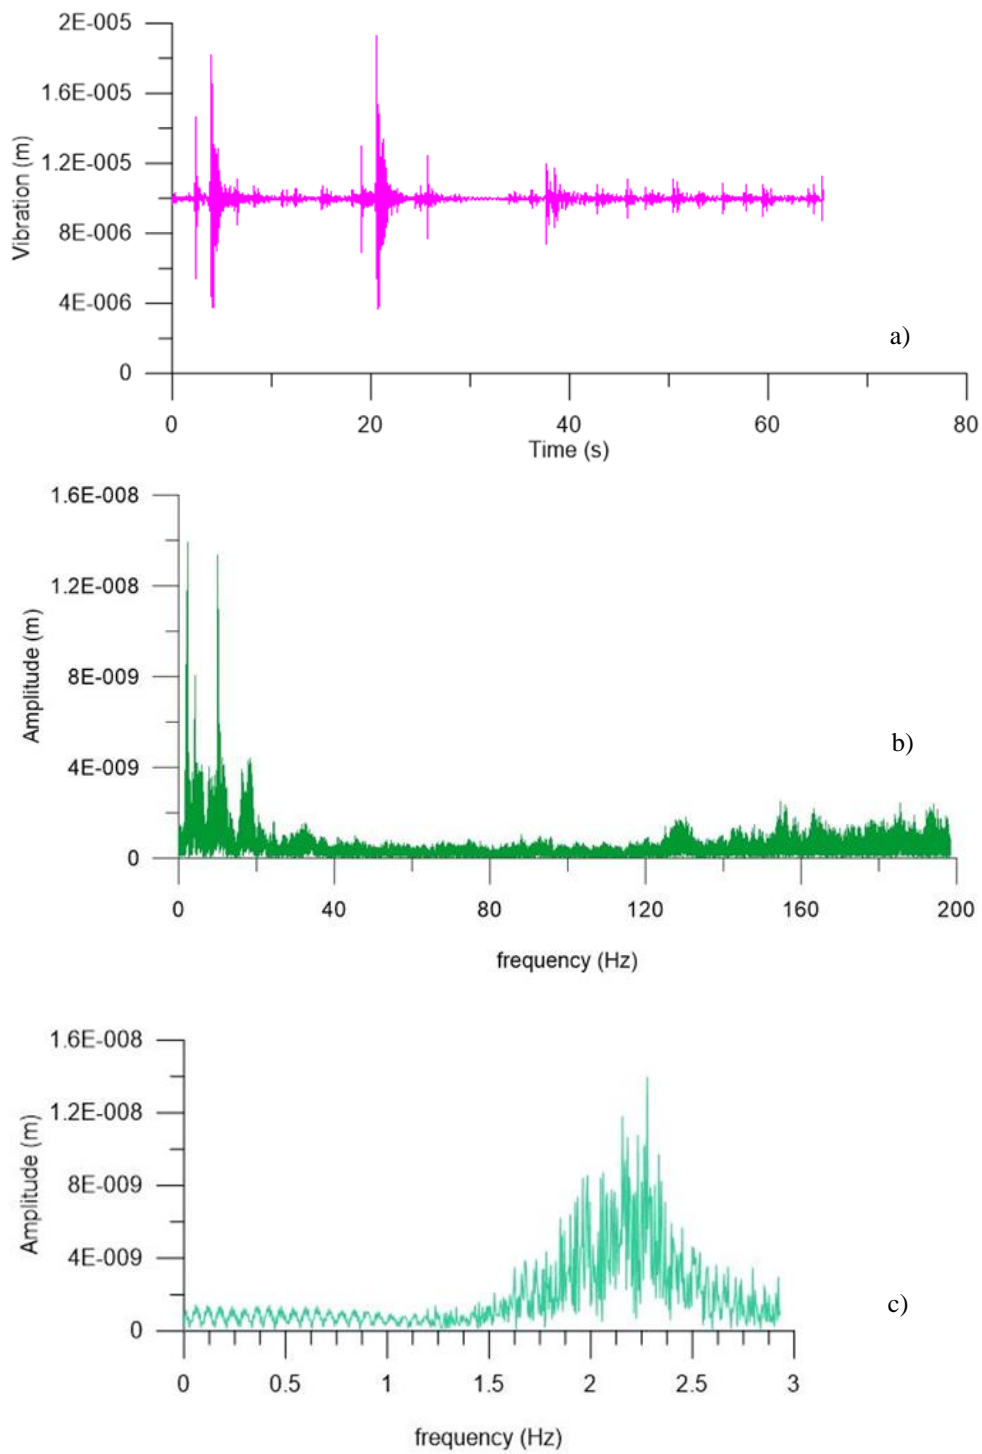 2E-005
1.6E-005
1.2E-005
8E-006
4E-006
0
Vibration (m)
a)
0 20 40 60 80
Time (s)
1.6E-008
1.2E-008
8E-009
4E-009
0
Amplitude (m)
b)
0 40 80 120 160 200
frequency (Hz)
1.6E-008
1.2E-008
8E-009
4E-009
0
Amplitude (m)
c)
0 0.5 1 1.5 2 2.5 3
frequency (Hz)